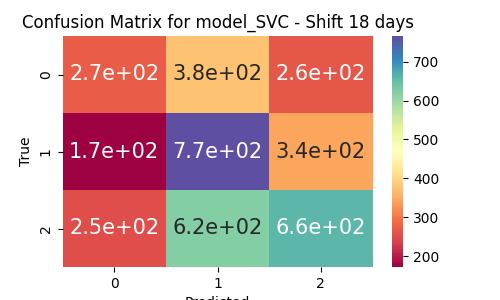 Confusion Matrix for model_SVC - Shift 18 days
True
0 2.7e+02 3.8e+02 2.6e+02
1 1.7e+02 7.7e+02 3.4e+02
2 2.5e+02 6.2e+02 6.6e+02
0 1 2
Predicted
700
600
500
400
300
200